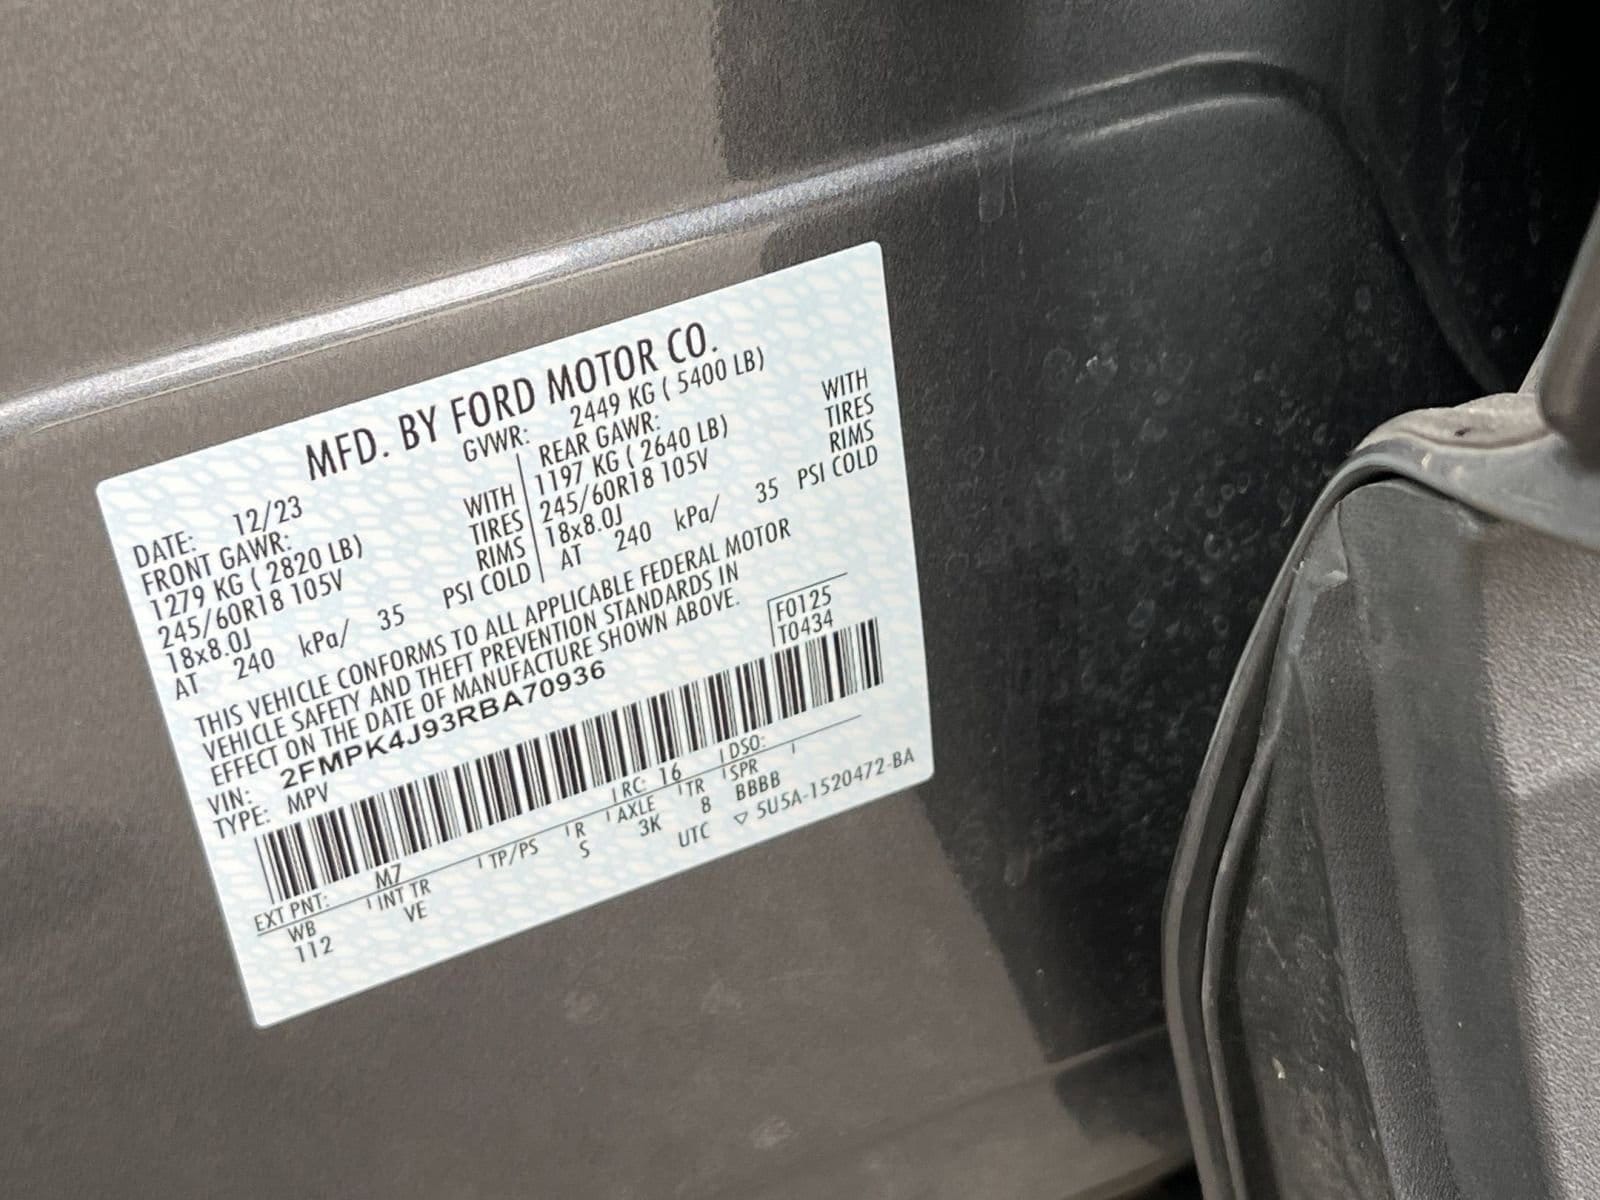 MFD. BY FORD MOTOR CO.
DATE: 12/23 GVWR: 2449 KG ( 5400 LB)
FRONT GAWR: REAR GAWR:
1279 KG ( 2820 LB) WITH 1197 KG ( 2640 LB) WITH
245/60R18 105V TIRES 245/60R18 105V TIRES
18x8.0J RIMS 18x8.0J RIMS
AT 240 kPa/ 35 PSI COLD AT 240 kPa/ 35 PSI COLD
THIS VEHICLE CONFORMS TO ALL APPLICABLE FEDERAL MOTOR
VEHICLE SAFETY AND THEFT PREVENTION STANDARDS IN
EFFECT ON THE DATE OF MANUFACTURE SHOWN ABOVE.
VIN: 2FMPK4J93RBA70936 F0125
TYPE: MPV T0434
EXT PNT: M7 RC: 16 DSO:
WB INT TR TP/PS R AXLE TR SPR
112 VE S 3K 8 BBBB
UTC ▽ 5U5A-1520472-BA